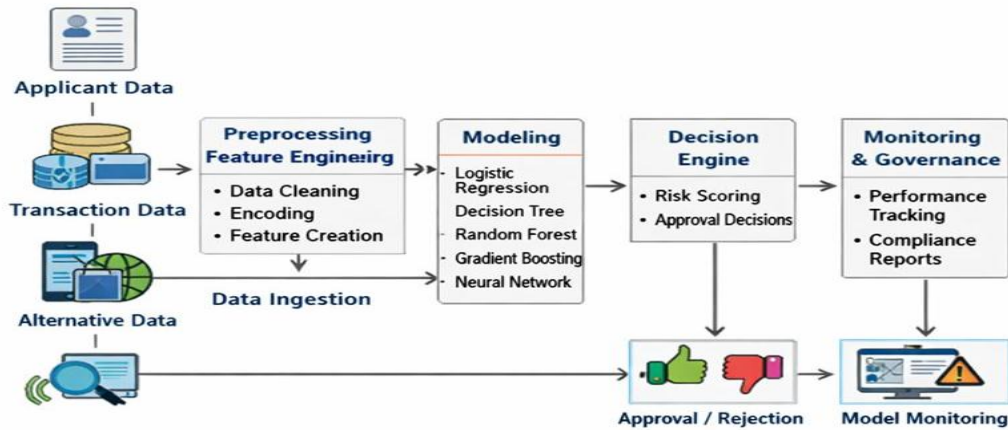 Applicant Data
Transaction Data
Alternative Data
Preprocessing
Feature Enginering
• Data Cleaning
• Encoding
• Feature Creation
Data Ingestion
Modeling
- Logistic
Regression
Decision Tree
Random Forest
- Gradient Boosting
- Neural Network
Decision
Engine
• Risk Scoring
• Approval Decisions
Monitoring
& Governance
• Performance
Tracking
• Compliance
Reports
Approval / Rejection
Model Monitoring